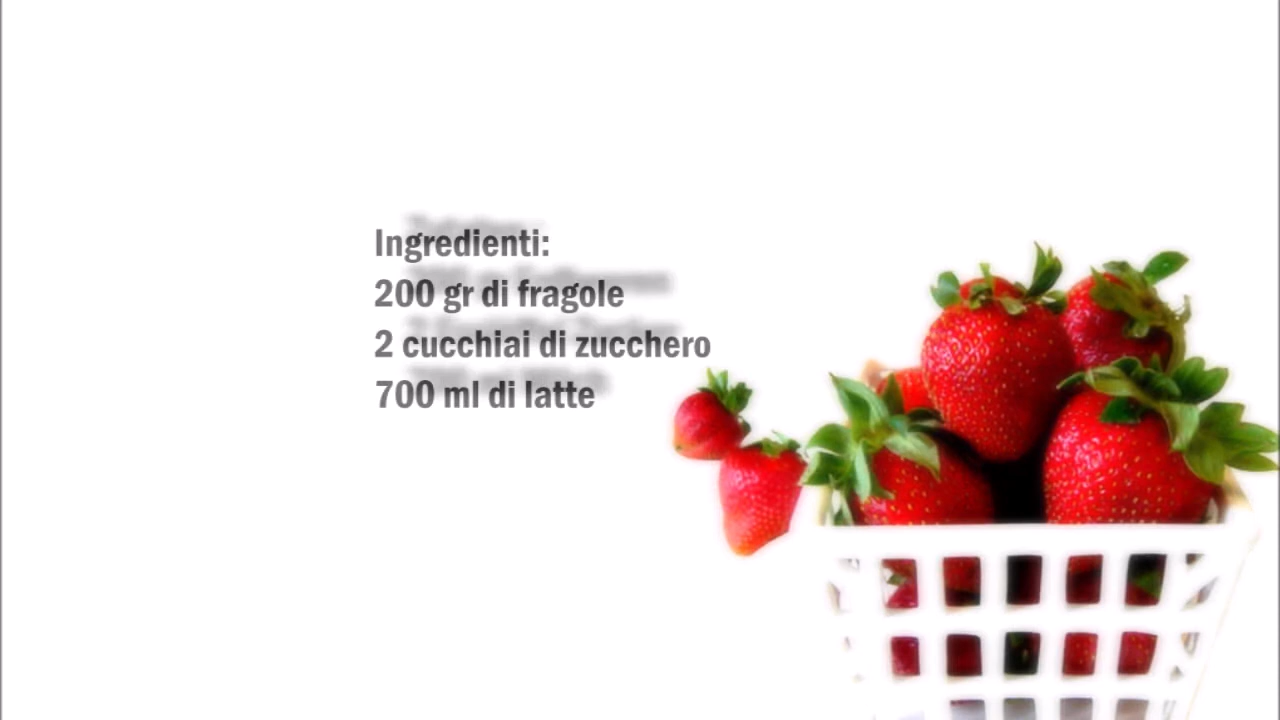 Ingredienti:
200 gr di fragole
2 cucchiai di zucchero
700 ml di latte